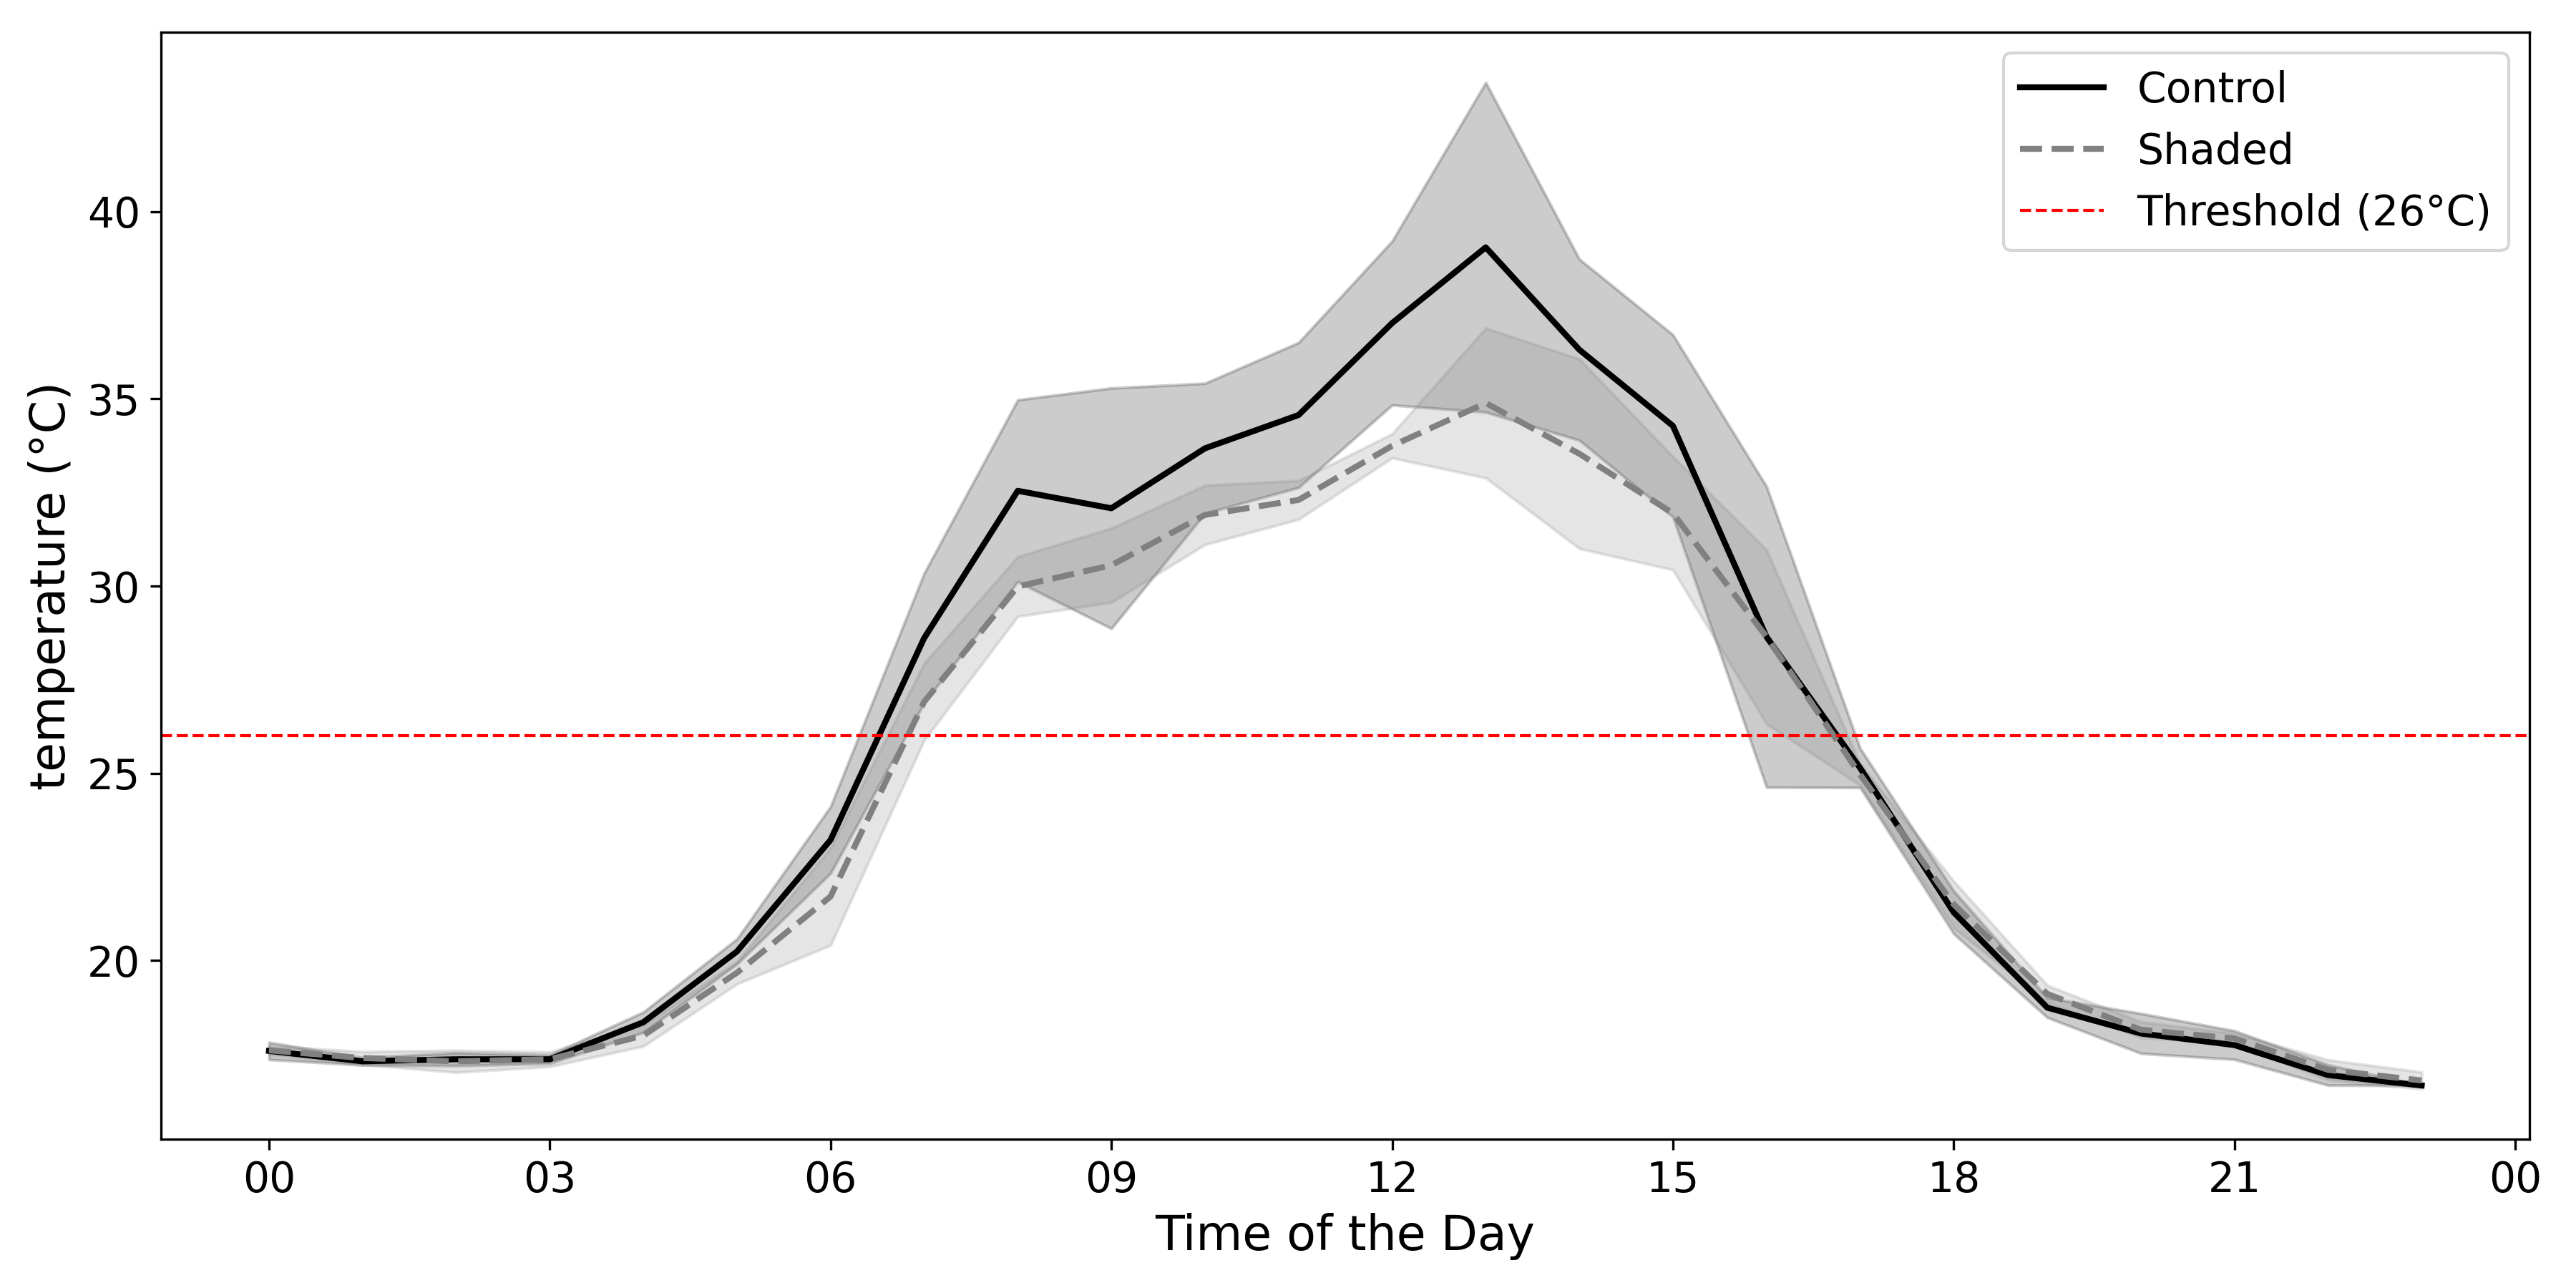 Control
Shaded
Threshold (26°C)
temperature (°C)
40
35
30
25
20
00 03 06 09 12 15 18 21 00
Time of the Day